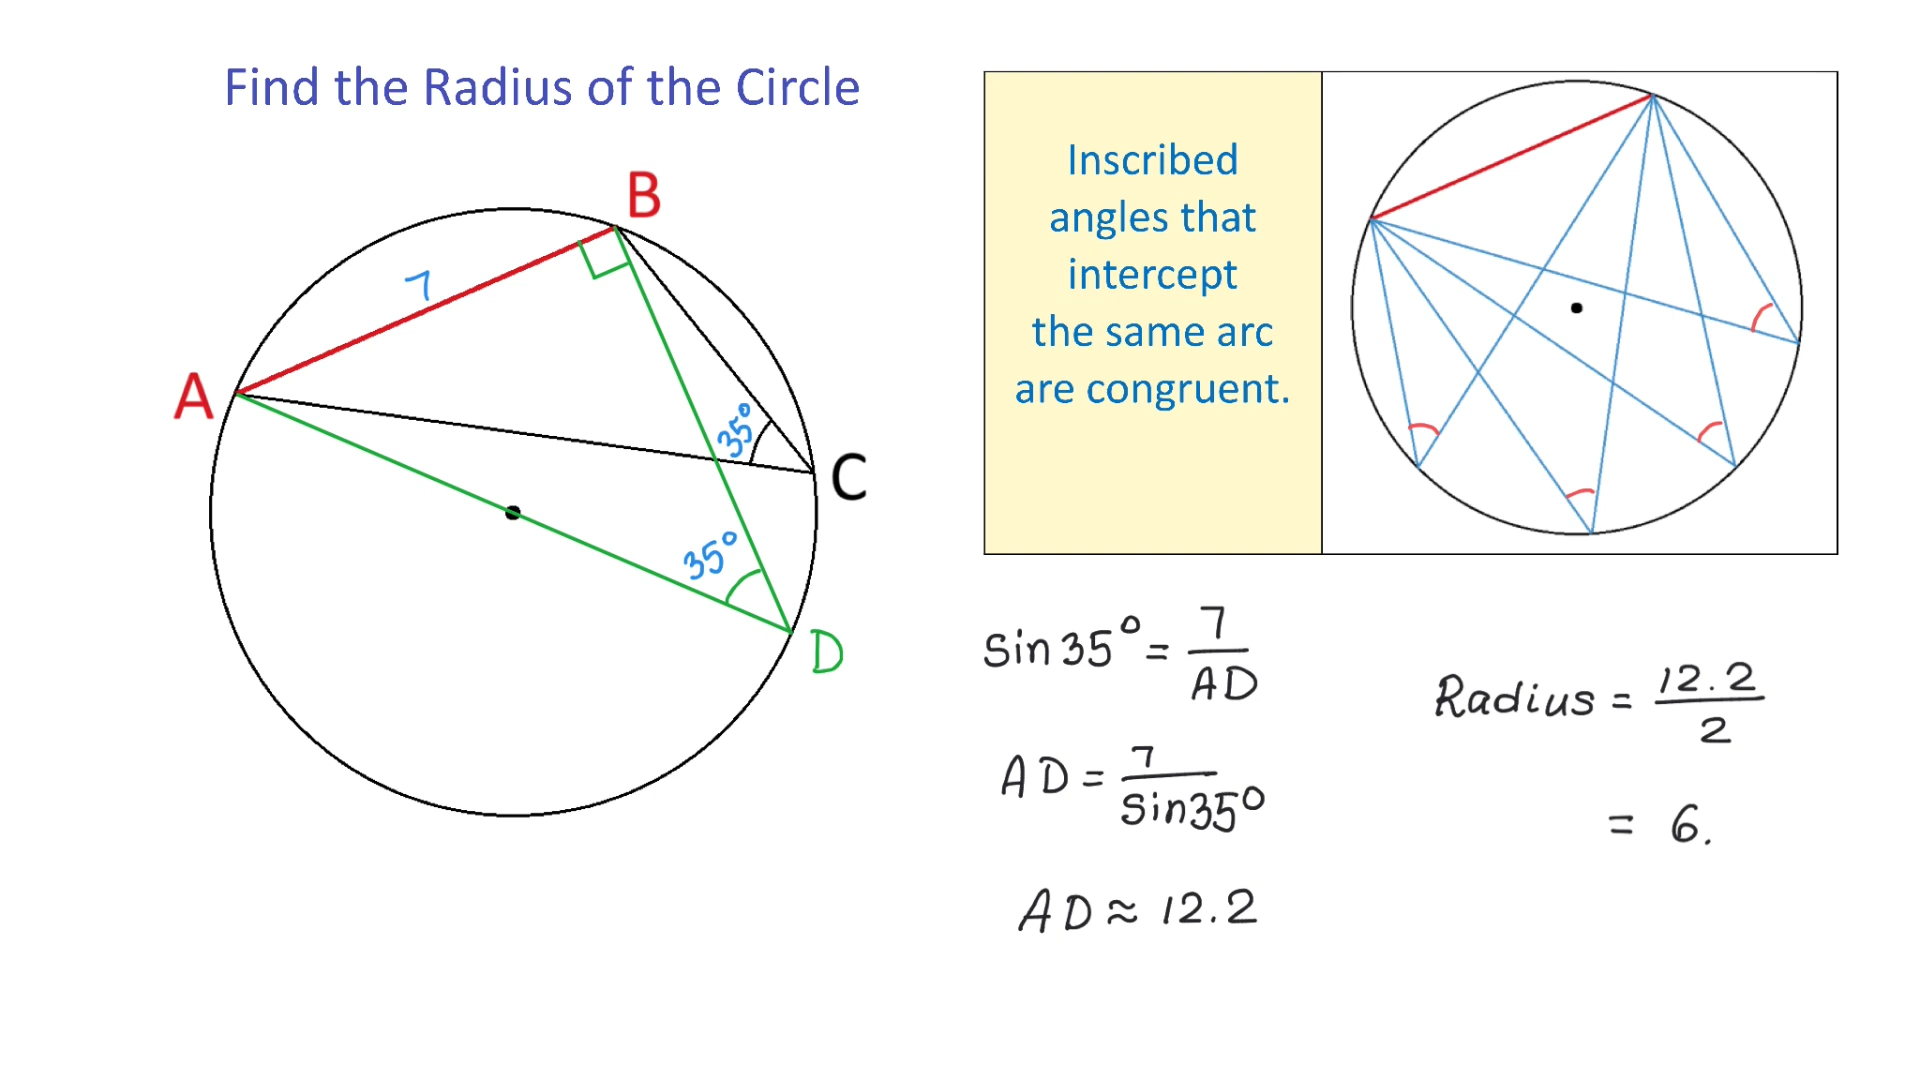 Find the Radius of the Circle
B
7
A
35°
C
35°
D
Inscribed
angles that
intercept
the same arc
are congruent.
sin 35° = 7/AD
AD = 7/sin35°
AD ≈ 12.2
Radius = 12.2/2
= 6.